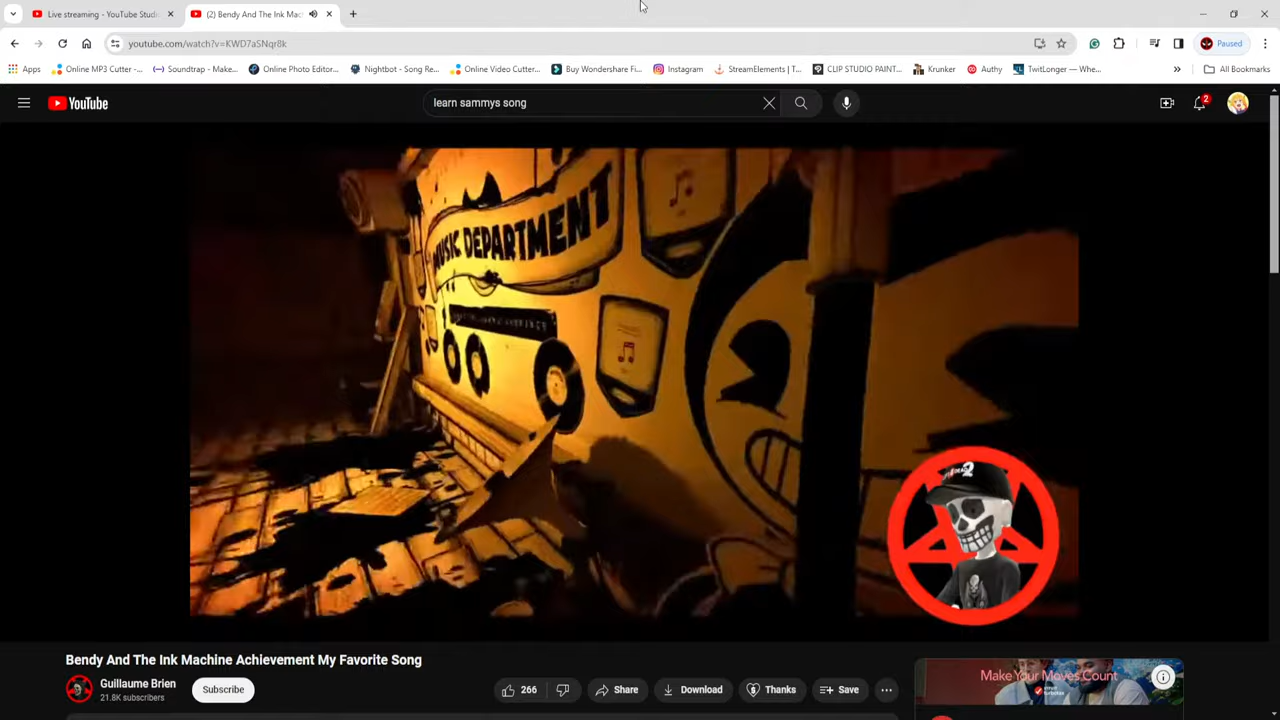 Live streaming - YouTube Studi
(2) Bendy And The Ink Mac
youtube.com/watch?v=KWD7aSNqr8k
Paused
Apps
Online MP3 Cutter -...
Soundtrap - Make...
Online Photo Editor...
Nightbot - Song Re...
Online Video Cutter...
Buy Wondershare Fi...
Instagram
StreamElements | T...
CLIP STUDIO PAINT...
Krunker
Authy
TwitLonger — Whe...
All Bookmarks
YouTube
learn sammys song
2
MUSIC DEPARTMENT
2
Bendy And The Ink Machine Achievement My Favorite Song
Guillaume Brien
21.8K subscribers
Subscribe
266
Share
Download
Thanks
Save
Make Your Moves Count